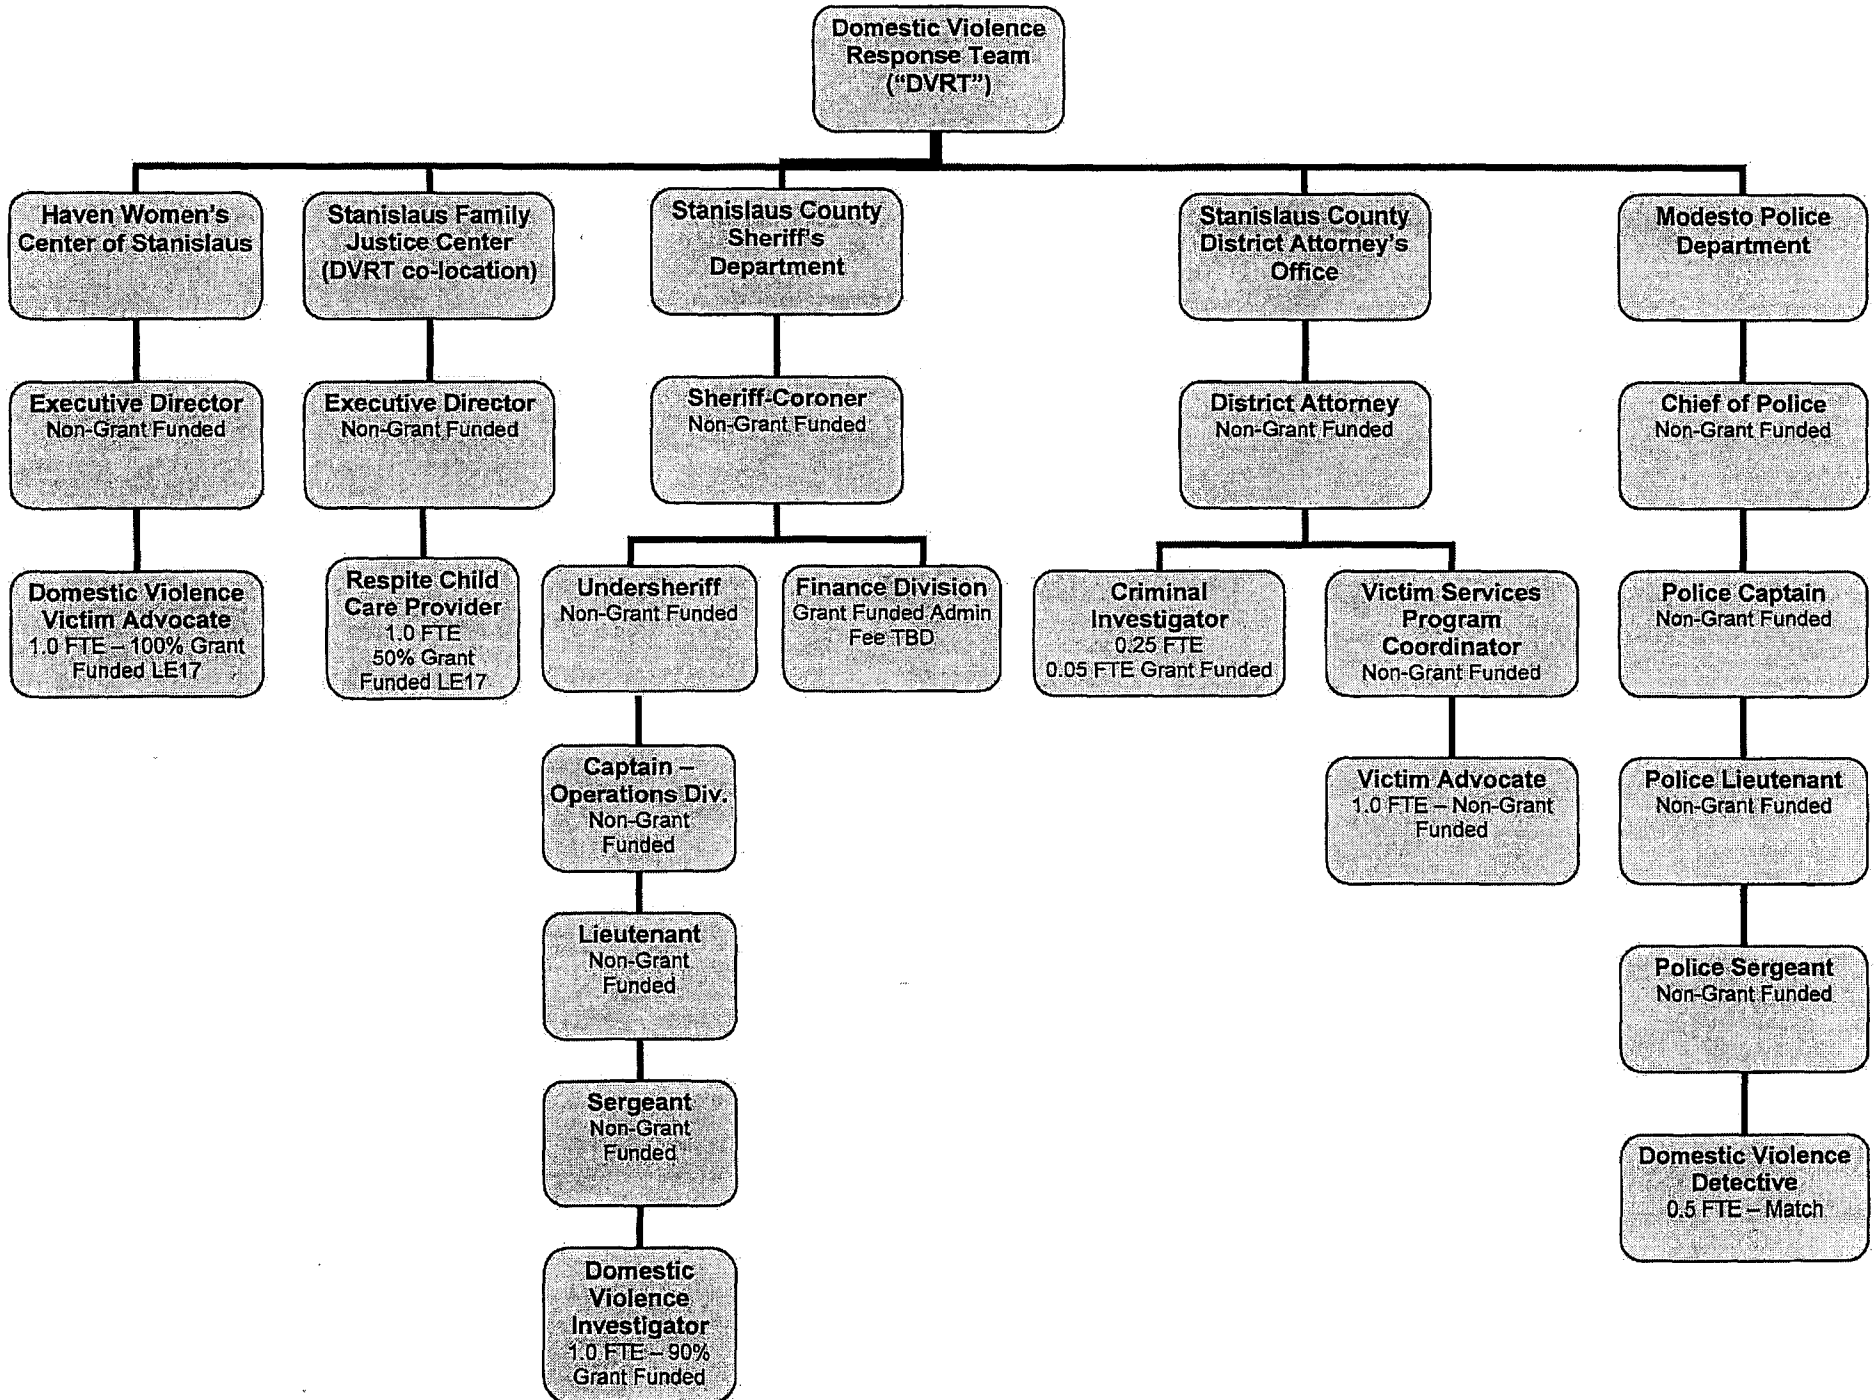 Domestic Violence
Response Team
("DVRT")
Haven Women's
Center of Stanislaus
Stanislaus Family
Justice Center
(DVRT co-location)
Stanislaus County
Sheriff's
Department
Stanislaus County
District Attorney's
Office
Modesto Police
Department
Executive Director
Non-Grant Funded
Executive Director
Non-Grant Funded
Sheriff-Coroner
Non-Grant Funded
District Attorney
Non-Grant Funded
Chief of Police
Non-Grant Funded
Domestic Violence
Victim Advocate
1.0 FTE – 100% Grant
Funded LE17
Respite Child
Care Provider
1.0 FTE
50% Grant
Funded LE17
Undersheriff
Non-Grant Funded
Finance Division
Grant Funded Admin
Fee TBD
Criminal
Investigator
0.25 FTE
0.05 FTE Grant Funded
Victim Services
Program
Coordinator
Non-Grant Funded
Police Captain
Non-Grant Funded
Captain –
Operations Div.
Non-Grant
Funded
Victim Advocate
1.0 FTE – Non-Grant
Funded
Police Lieutenant
Non-Grant Funded
Lieutenant
Non-Grant
Funded
Police Sergeant
Non-Grant Funded
Sergeant
Non-Grant
Funded
Domestic Violence
Detective
0.5 FTE – Match
Domestic
Violence
Investigator
1.0 FTE – 90%
Grant Funded